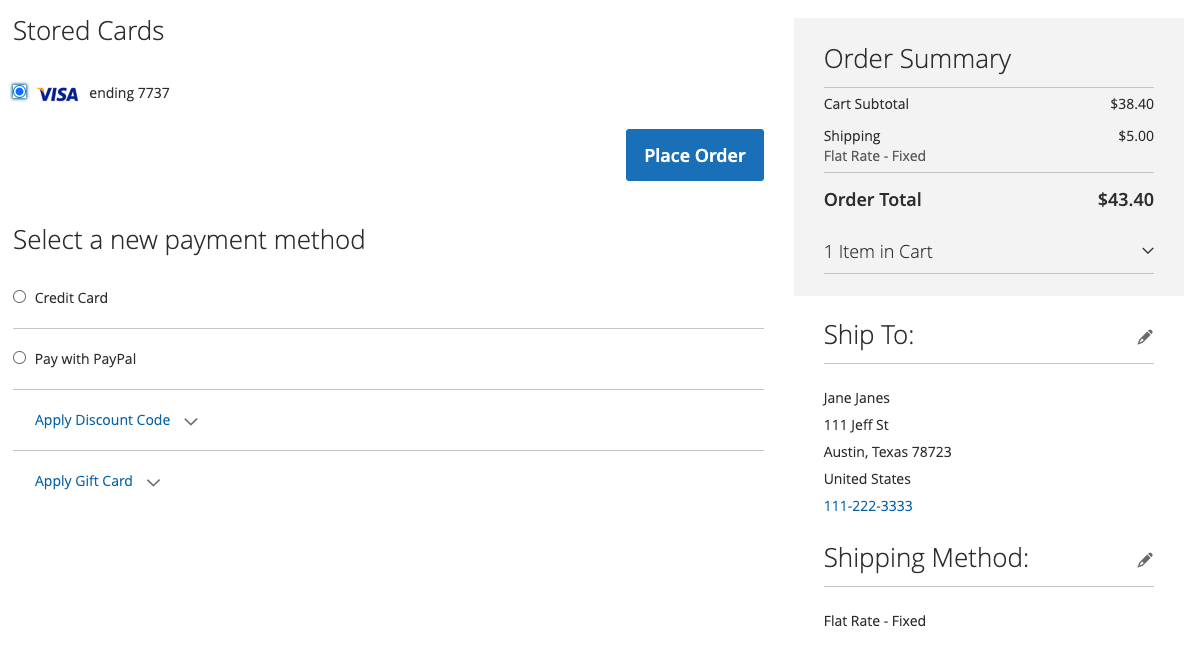 Stored Cards
VISA ending 7737
Place Order
Select a new payment method
Credit Card
Pay with PayPal
Apply Discount Code
Apply Gift Card
Order Summary
Cart Subtotal $38.40
Shipping $5.00
Flat Rate - Fixed
Order Total $43.40
1 Item in Cart
Ship To:
Jane Janes
111 Jeff St
Austin, Texas 78723
United States
111-222-3333
Shipping Method:
Flat Rate - Fixed